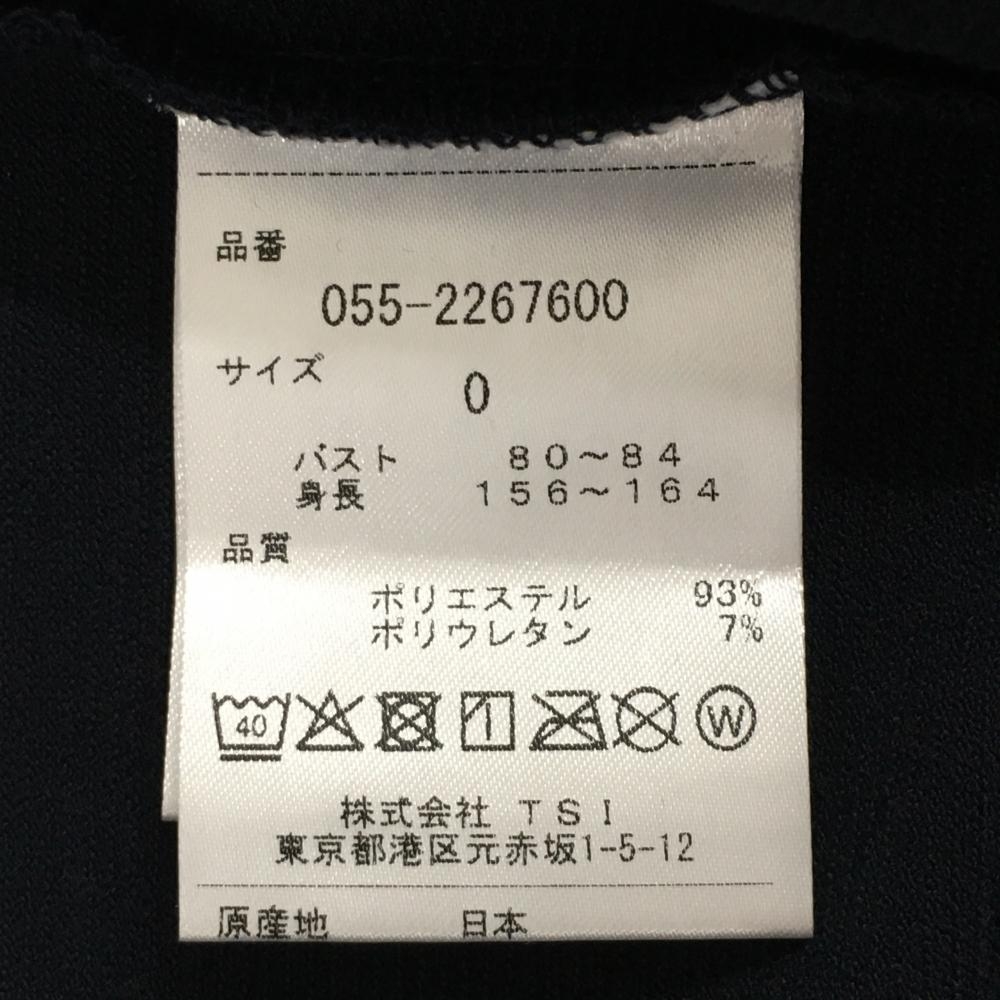 品番
055-2267600
サイズ
0
バスト 80～84
身長 156～164
品質
ポリエステル 93%
ポリウレタン 7%
40 W
株式会社 TSI
東京都港区元赤坂1-5-12
原産地 日本